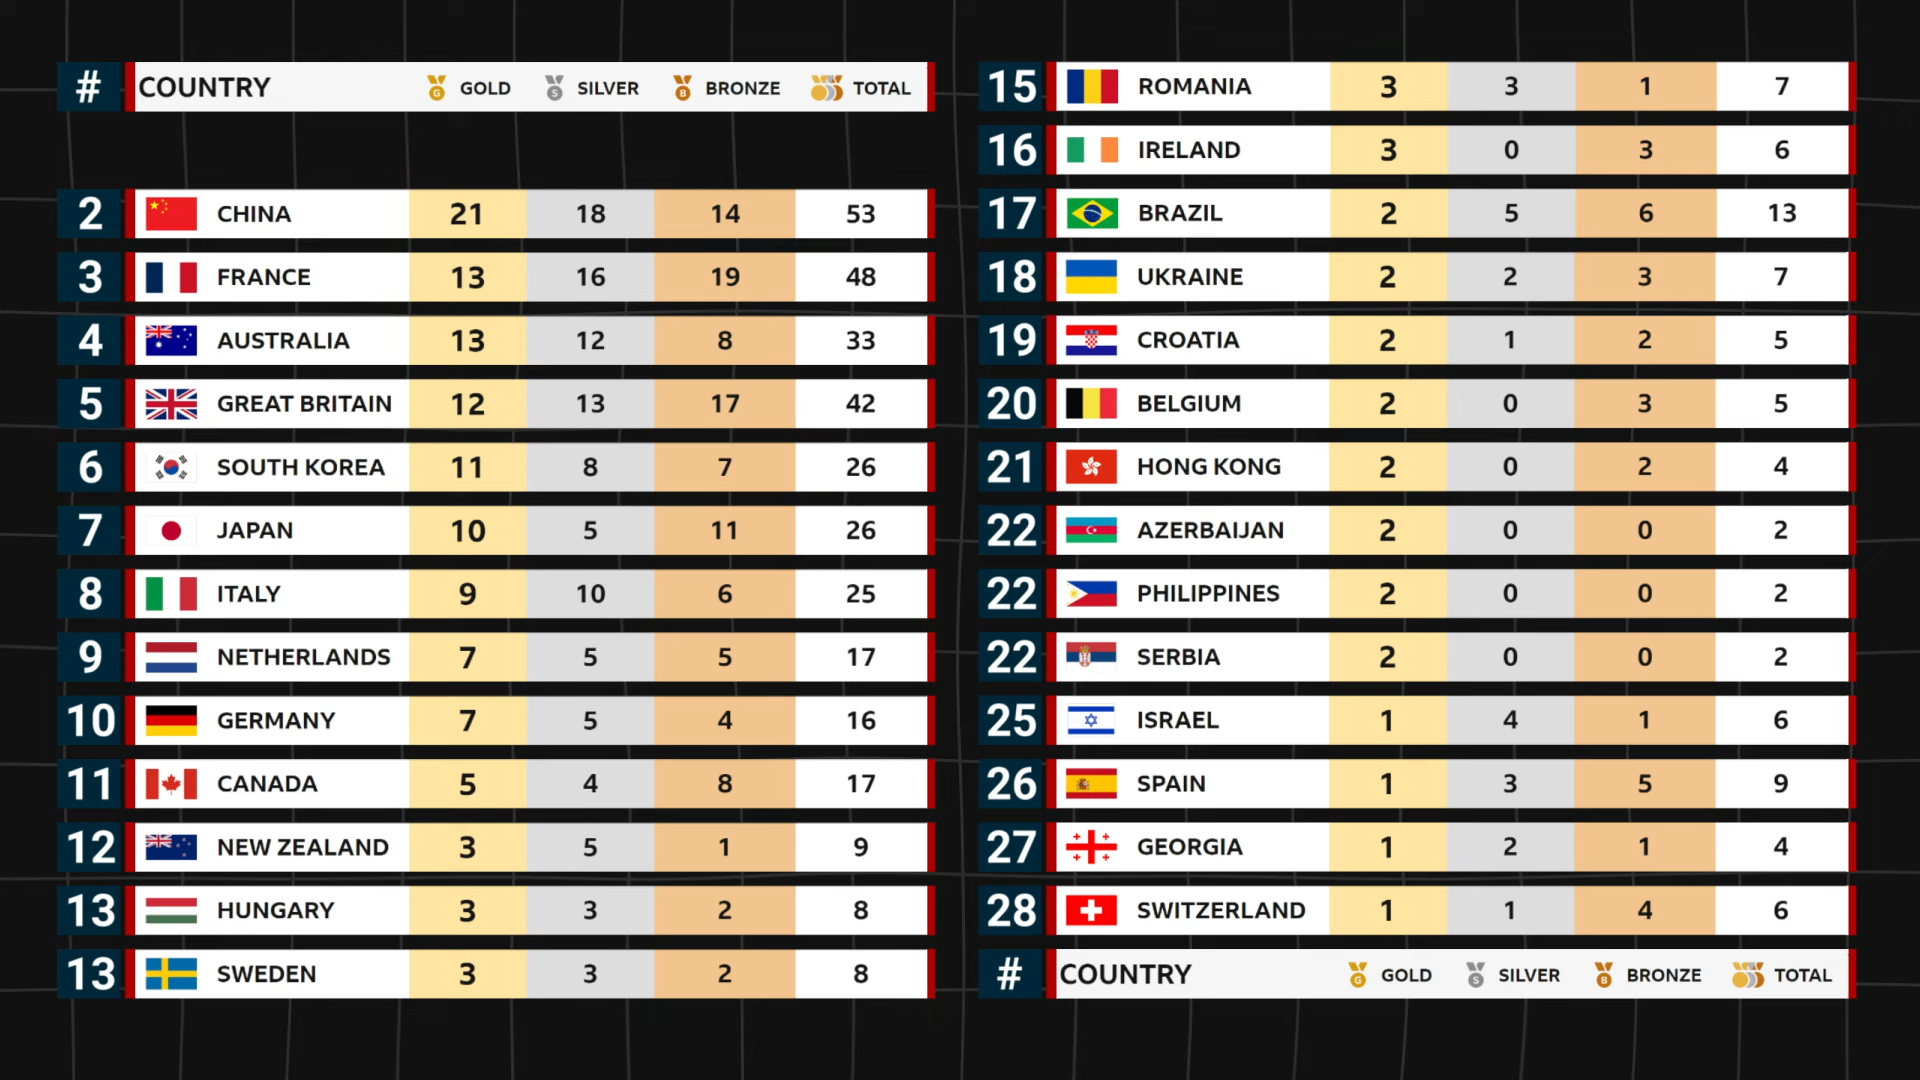 # COUNTRY GOLD SILVER BRONZE TOTAL
2 CHINA 21 18 14 53
3 FRANCE 13 16 19 48
4 AUSTRALIA 13 12 8 33
5 GREAT BRITAIN 12 13 17 42
6 SOUTH KOREA 11 8 7 26
7 JAPAN 10 5 11 26
8 ITALY 9 10 6 25
9 NETHERLANDS 7 5 5 17
10 GERMANY 7 5 4 16
11 CANADA 5 4 8 17
12 NEW ZEALAND 3 5 1 9
13 HUNGARY 3 3 2 8
13 SWEDEN 3 3 2 8
15 ROMANIA 3 3 1 7
16 IRELAND 3 0 3 6
17 BRAZIL 2 5 6 13
18 UKRAINE 2 2 3 7
19 CROATIA 2 1 2 5
20 BELGIUM 2 0 3 5
21 HONG KONG 2 0 2 4
22 AZERBAIJAN 2 0 0 2
22 PHILIPPINES 2 0 0 2
22 SERBIA 2 0 0 2
25 ISRAEL 1 4 1 6
26 SPAIN 1 3 5 9
27 GEORGIA 1 2 1 4
28 SWITZERLAND 1 1 4 6
# COUNTRY GOLD SILVER BRONZE TOTAL